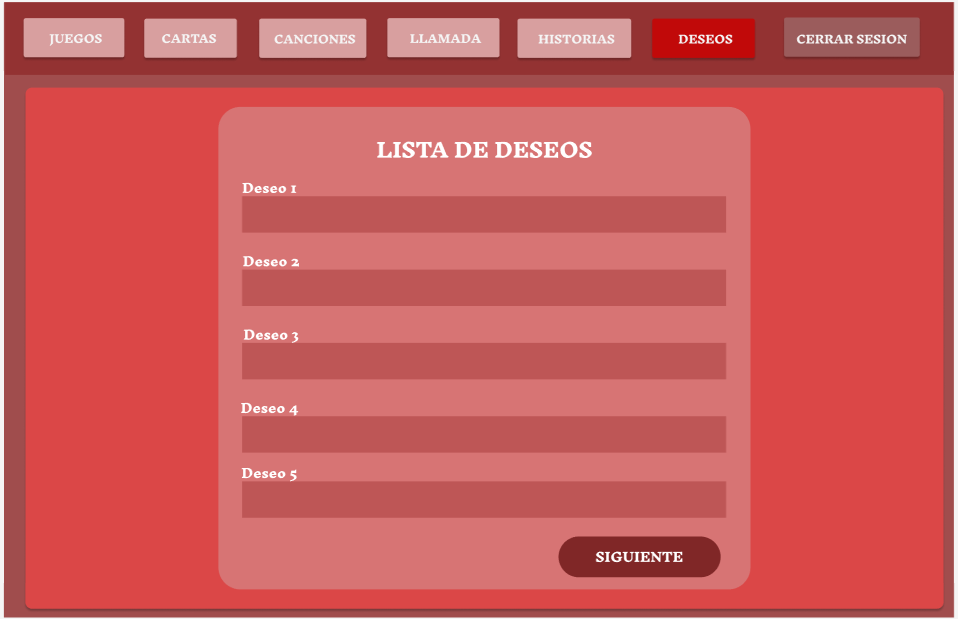 JUEGOS CARTAS CANCIONES LLAMADA HISTORIAS DESEOS CERRAR SESION
LISTA DE DESEOS
Deseo 1
Deseo 2
Deseo 3
Deseo 4
Deseo 5
SIGUIENTE